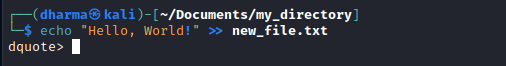 ┌──(dharma㉿kali)-[~/Documents/my_directory]
└─$ echo "Hello, World!" >> new_file.txt
dquote>